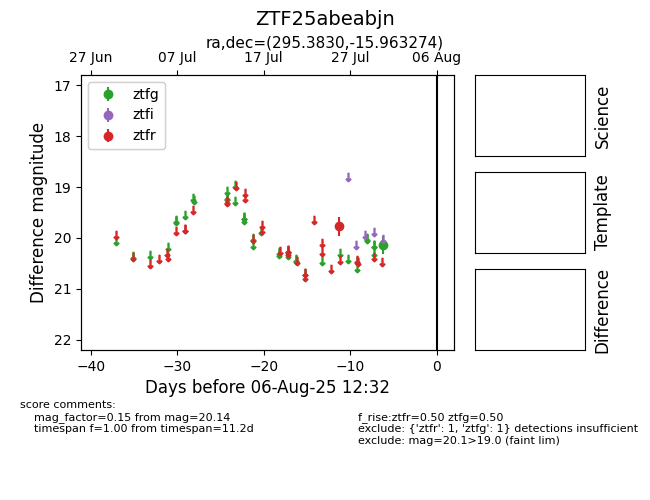 ZTF25abeabjn
ra,dec=(295.3830,-15.963274)
27 Jun 07 Jul 17 Jul 27 Jul 06 Aug
17
18
19
20
21
22
Difference magnitude
ztfg
ztfi
ztfr
−40 −30 −20 −10 0
Days before 06-Aug-25 12:32
Science
Template
Difference
score comments:
mag_factor=0.15 from mag=20.14
timespan f=1.00 from timespan=11.2d
f_rise:ztfr=0.50 ztfg=0.50
exclude: {'ztfr': 1, 'ztfg': 1} detections insufficient
exclude: mag=20.1>19.0 (faint lim)